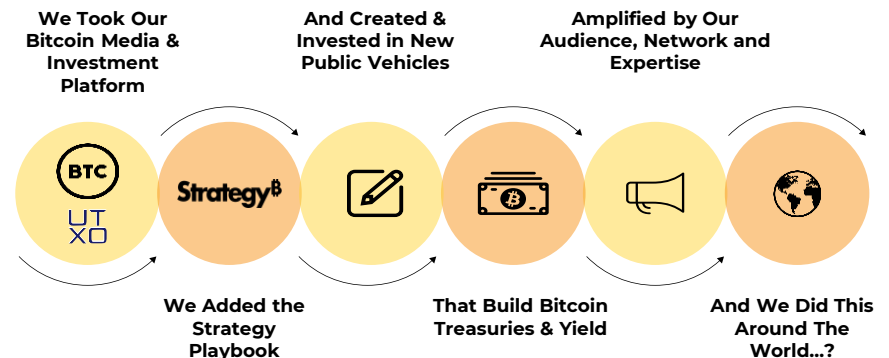 We Took Our
Bitcoin Media &
Investment
Platform
And Created &
Invested in New
Public Vehicles
Amplified by Our
Audience, Network and
Expertise
BTC
UT
XO
Strategy₿
We Added the
Strategy
Playbook
That Build Bitcoin
Treasuries & Yield
And We Did This
Around The
World...?